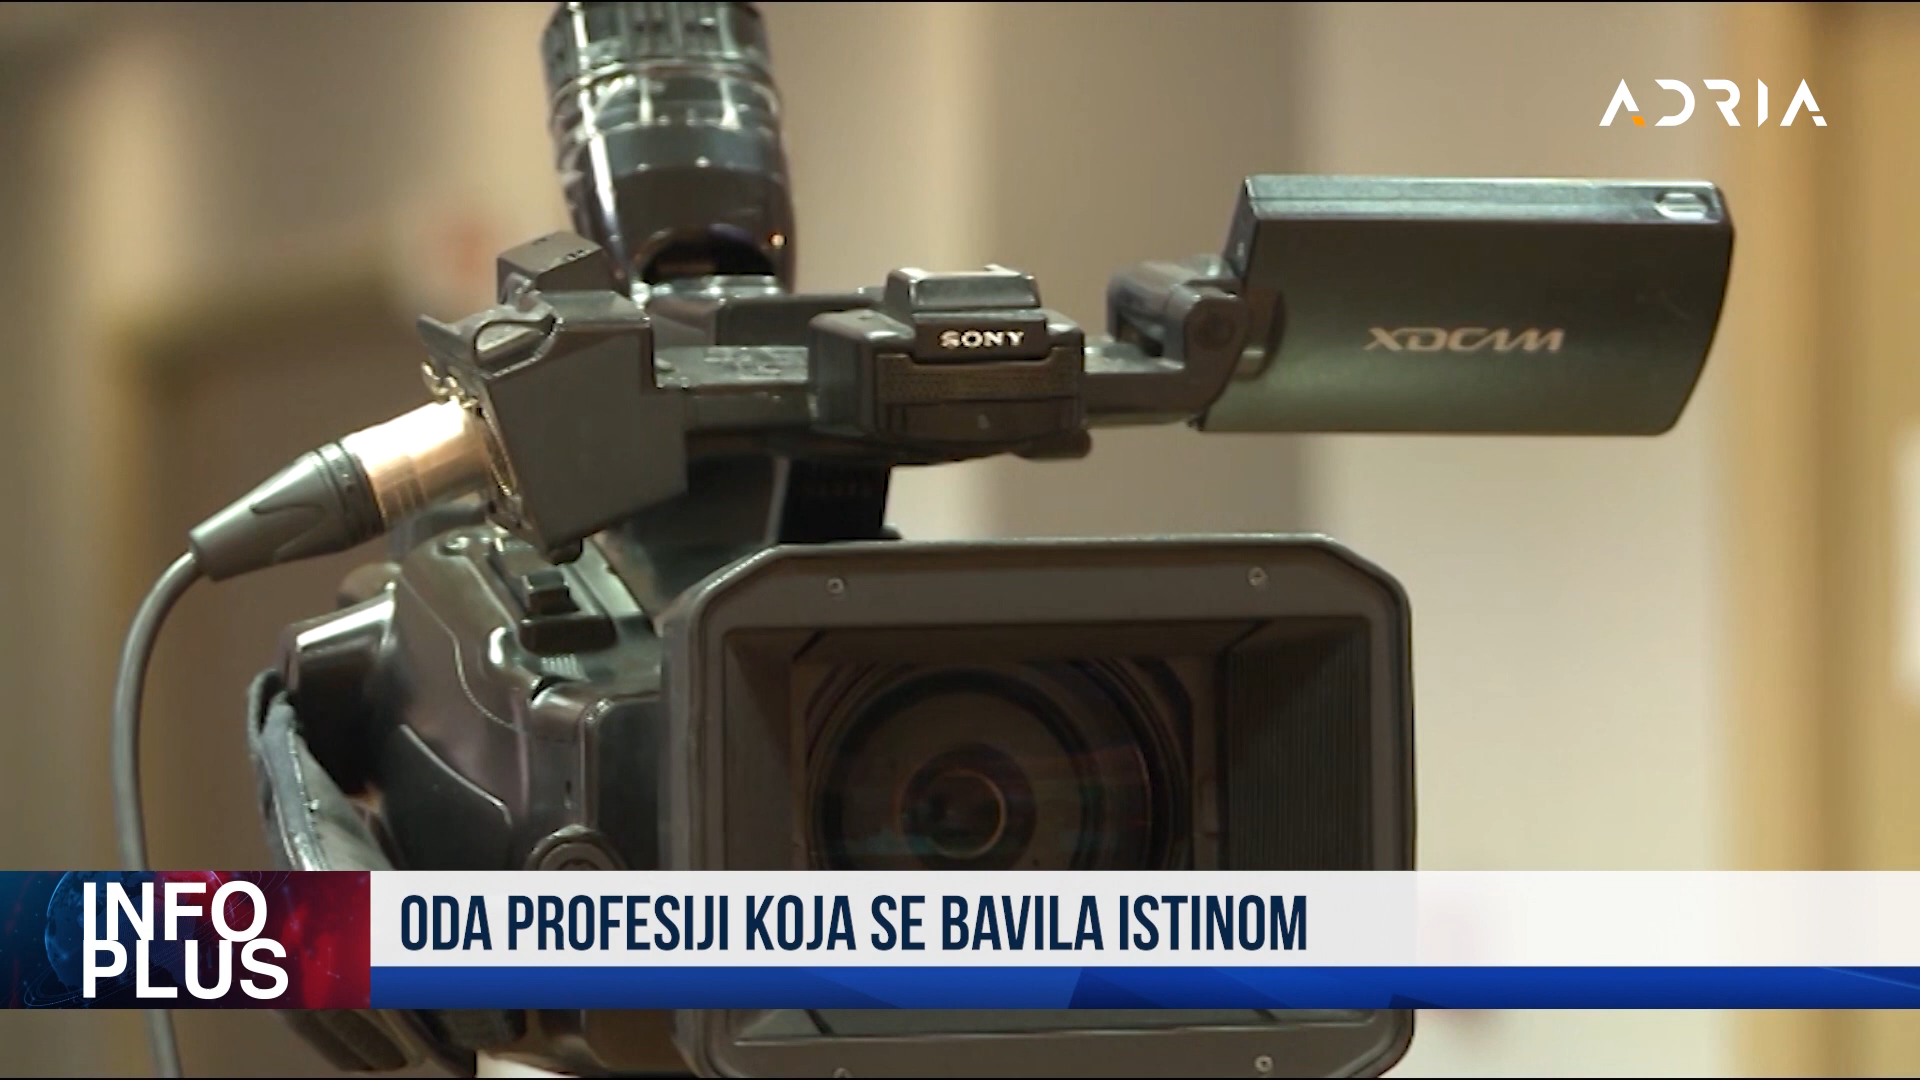 ADRIA
SONY
XDCAM
INFO
PLUS
ODA PROFESIJI KOJA SE BAVILA ISTINOM